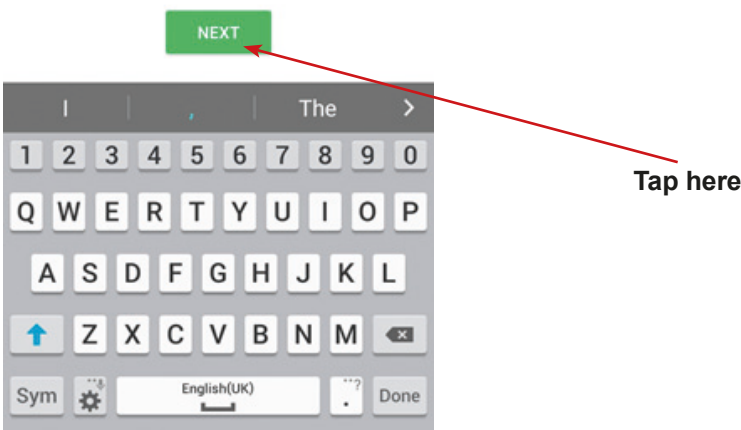 NEXT
I , The >
1 2 3 4 5 6 7 8 9 0
Tap here
Q W E R T Y U I O P
A S D F G H J K L
Z X C V B N M
Sym English(UK) . ? Done